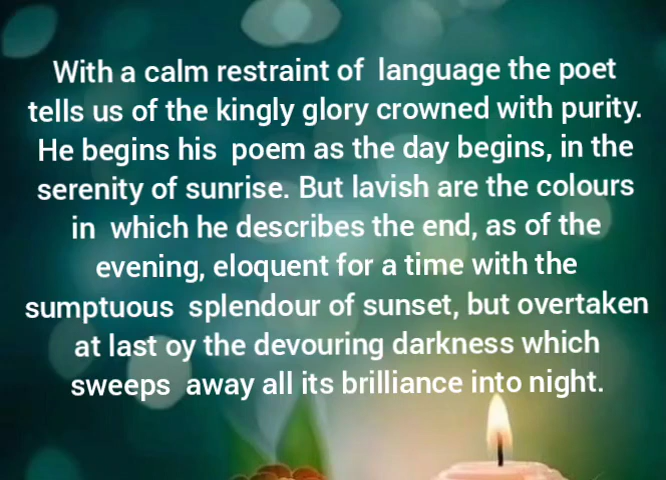 With a calm restraint of language the poet
tells us of the kingly glory crowned with purity.
He begins his poem as the day begins, in the
serenity of sunrise. But lavish are the colours
in which he describes the end, as of the
evening, eloquent for a time with the
sumptuous splendour of sunset, but overtaken
at last oy the devouring darkness which
sweeps away all its brilliance into night.